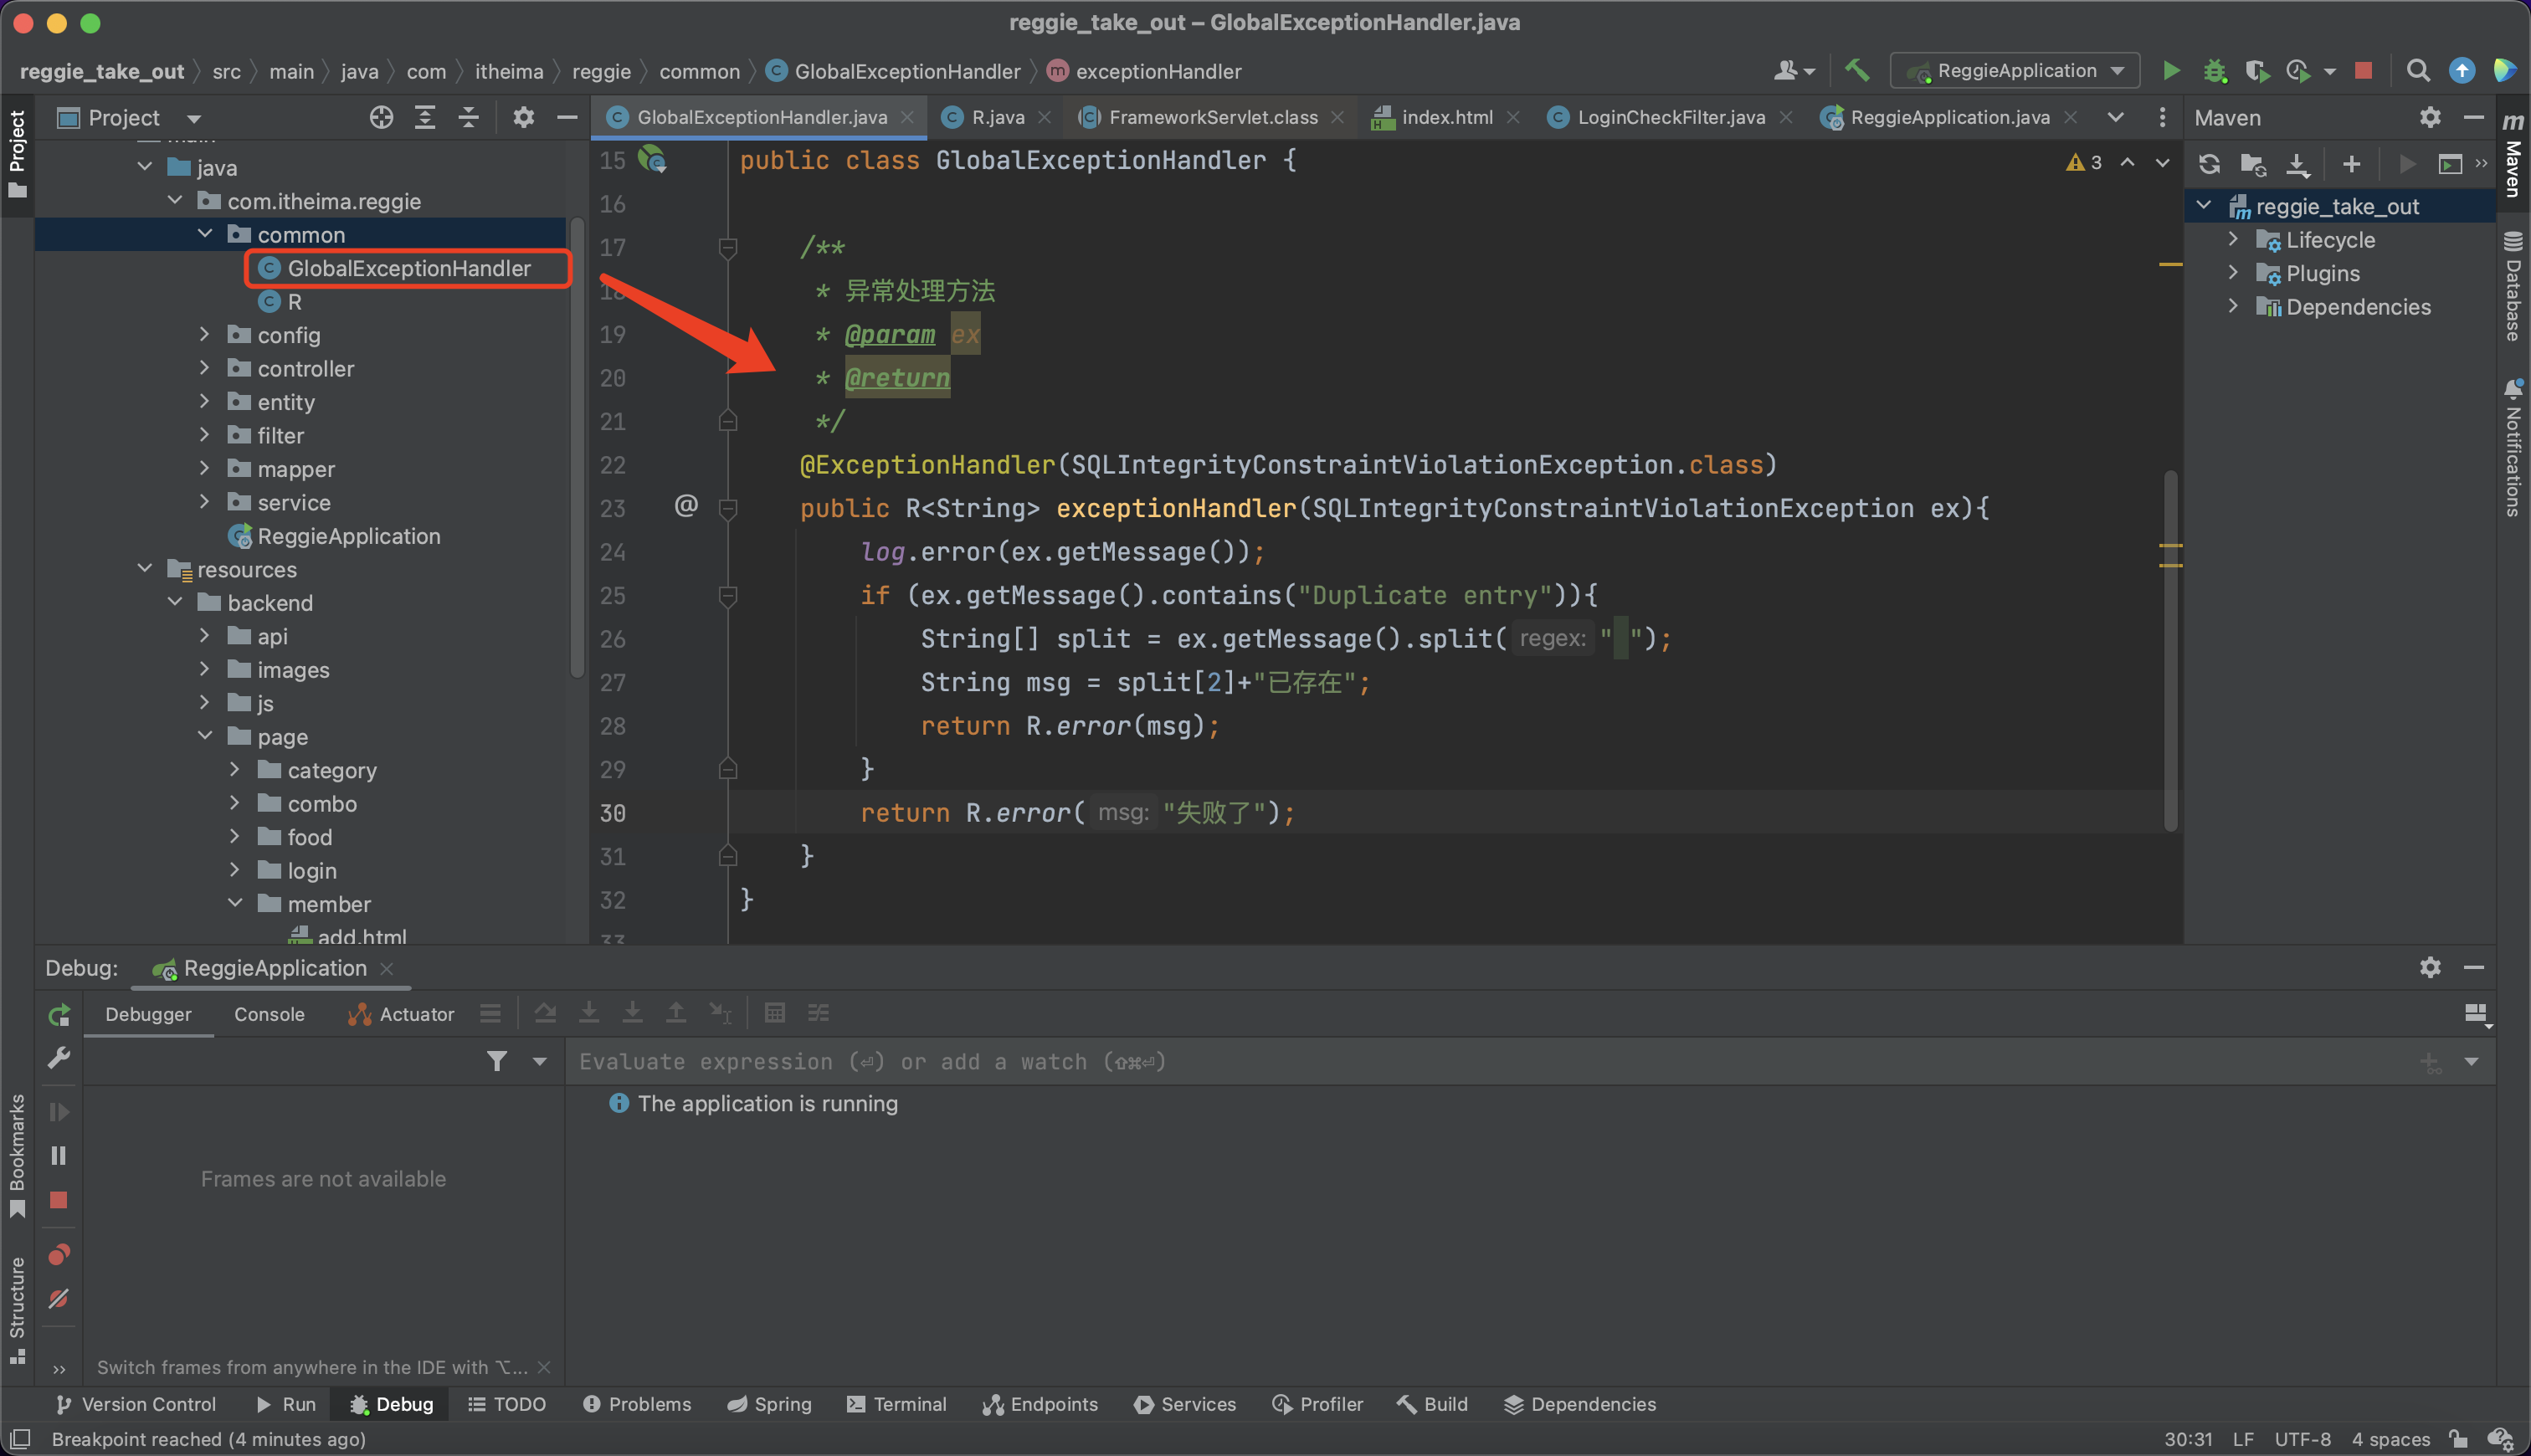 reggie_take_out – GlobalExceptionHandler.java
reggie_take_out src main java com itheima reggie common GlobalExceptionHandler exceptionHandler
ReggieApplication
Project
Project
GlobalExceptionHandler.java R.java FrameworkServlet.class index.html LoginCheckFilter.java ReggieApplication.java
Maven
java
com.itheima.reggie
common
GlobalExceptionHandler
R
config
controller
entity
filter
mapper
service
ReggieApplication
resources
backend
api
images
js
page
category
combo
food
login
member
add.html
15 public class GlobalExceptionHandler {
3
16
17 /**
18 * 异常处理方法
19 * @param ex
20 * @return
21 */
22 @ExceptionHandler(SQLIntegrityConstraintViolationException.class)
23 @ public R<String> exceptionHandler(SQLIntegrityConstraintViolationException ex){
24 log.error(ex.getMessage());
25 if (ex.getMessage().contains("Duplicate entry")){
26 String[] split = ex.getMessage().split( regex: " ");
27 String msg = split[2]+"已存在";
28 return R.error(msg);
29 }
30 return R.error( msg: "失败了");
31 }
32 }
33
reggie_take_out
Lifecycle
Plugins
Dependencies
Maven
Database
Notifications
Debug: ReggieApplication
Debugger Console Actuator
Evaluate expression (⏎) or add a watch (⇧⌘⏎)
The application is running
Frames are not available
Switch frames from anywhere in the IDE with ⌥...
Bookmarks
Structure
Version Control Run Debug TODO Problems Spring Terminal Endpoints Services Profiler Build Dependencies
Breakpoint reached (4 minutes ago)
30:31 LF UTF-8 4 spaces